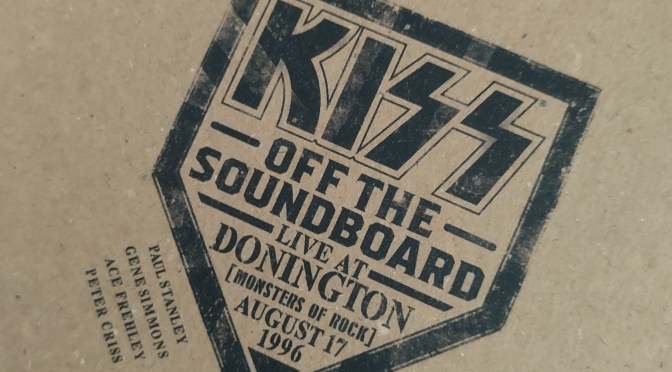 KISS
OFF THE
SOUNDBOARD
LIVE AT
DONINGTON
[MONSTERS OF ROCK]
AUGUST 17
1996
PAUL STANLEY
GENE SIMMONS
ACE FREHLEY
PETER CRISS